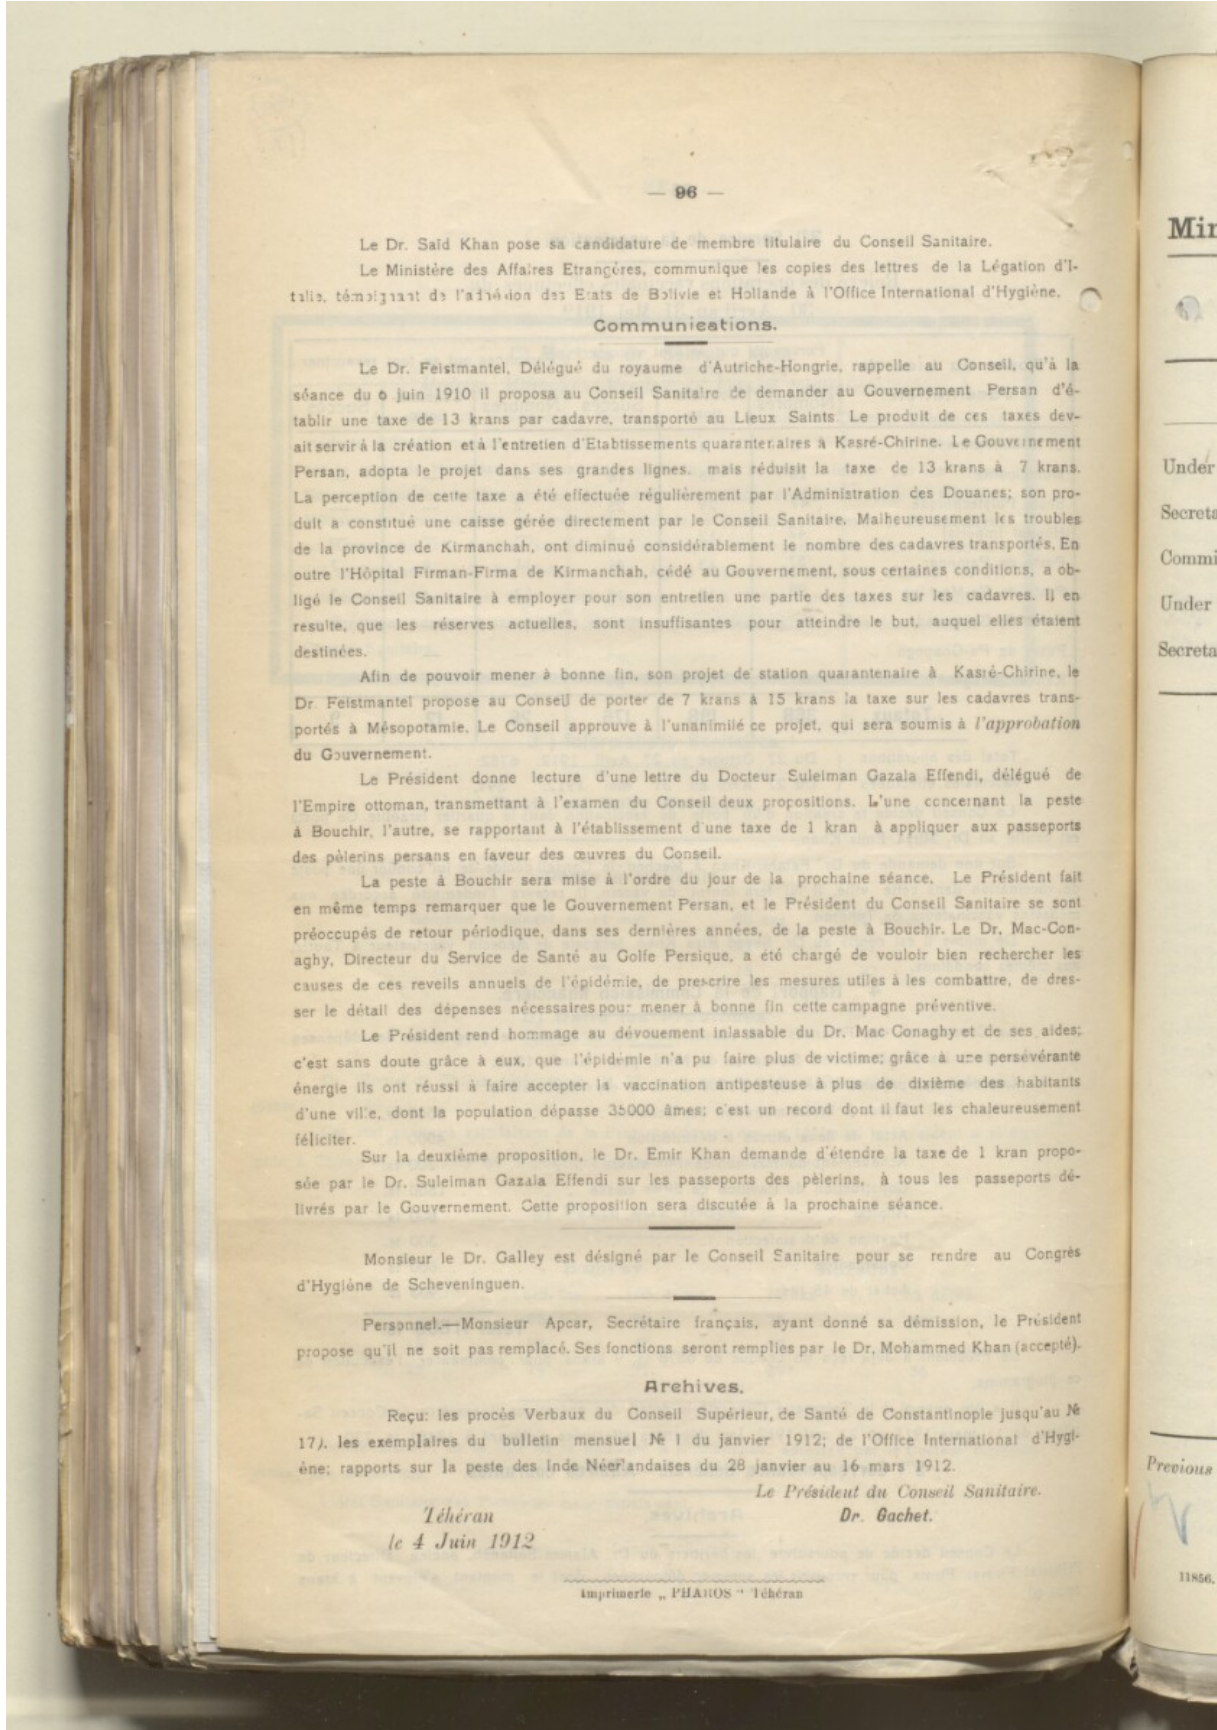 — 96 —
Le Dr. Saïd Khan pose sa candidature de membre titulaire du Conseil Sanitaire.
Le Ministère des Affaires Etrangères, communique les copies des lettres de la Légation d'I-
talie, témoignant de l'adhésion des Etats de Bolivie et Hollande à l'Office International d'Hygiène.
Communications.
Le Dr. Feistmantel, Délégué du royaume d'Autriche-Hongrie, rappelle au Conseil, qu'à la
séance du 6 juin 1910 il proposa au Conseil Sanitaire de demander au Gouvernement Persan d'é-
tablir une taxe de 13 krans par cadavre, transporté au Lieux Saints. Le produit de ces taxes dev-
ait servir à la création et à l'entretien d'Etabtissements quarantenaires à Kasré-Chirine. Le Gouvernement
Persan, adopta le projet dans ses grandes lignes, mais réduisit la taxe de 13 krans à 7 krans.
La perception de cette taxe a été effectuée régulièrement par l'Administration des Douanes; son pro-
duit a constitué une caisse gérée directement par le Conseil Sanitaire. Malheureusement les troubles
de la province de Kirmanchah, ont diminué considérablement le nombre des cadavres transportés. En
outre l'Hôpital Firman-Firma de Kirmanchah, cédé au Gouvernement, sous certaines conditions, a ob-
ligé le Conseil Sanitaire à employer pour son entretien une partie des taxes sur les cadavres. Il en
resulte, que les réserves actuelles, sont insuffisantes pour atteindre le but, auquel elles étaient
destinées.
Afin de pouvoir mener à bonne fin, son projet de station quarantenaire à Kasré-Chirine, le
Dr Feistmantel propose au Conseil de porter de 7 krans à 15 krans la taxe sur les cadavres trans-
portés à Mésopotamie. Le Conseil approuve à l'unanimilé ce projet, qui sera soumis à l'approbation
du Gouvernement.
Le Président donne lecture d'une lettre du Docteur Suleiman Gazala Effendi, délégué de
l'Empire ottoman, transmettant à l'examen du Conseil deux propositions. L'une concernant la peste
à Bouchir, l'autre, se rapportant à l'établissement d'une taxe de 1 kran à appliquer aux passeports
des pèlerins persans en faveur des œuvres du Conseil.
La peste à Bouchir sera mise à l'ordre du jour de la prochaine séance. Le Président fait
en même temps remarquer que le Gouvernement Persan, et le Président du Conseil Sanitaire se sont
préoccupés de retour périodique, dans ses dernières années, de la peste à Bouchir. Le Dr. Mac-Con-
aghy, Directeur du Service de Santé au Golfe Persique, a été chargé de vouloir bien rechercher les
causes de ces reveils annuels de l'épidémie, de prescrire les mesures utiles à les combattre, de dres-
ser le détail des dépenses nécessaires pour mener à bonne fin cette campagne préventive.
Le Président rend hommage au dévouement inlassable du Dr. Mac Conaghy et de ses aides;
c'est sans doute grâce à eux, que l'épidémie n'a pu faire plus de victime; grâce à une persévérante
énergie ils ont réussi à faire accepter la vaccination antipesteuse à plus de dixième des habitants
d'une ville, dont la population dépasse 35000 âmes; c'est un record dont il faut les chaleureusement
féliciter.
Sur la deuxième proposition, le Dr. Emir Khan demande d'étendre la taxe de 1 kran propo-
sée par le Dr. Suleiman Gazala Effendi sur les passeports des pèlerins, à tous les passeports dé-
livrés par le Gouvernement. Cette proposition sera discutée à la prochaine séance.
Monsieur le Dr. Galley est désigné par le Conseil Sanitaire pour se rendre au Congrès
d'Hygiène de Scheveninguen.
Personnel.—Monsieur Apcar, Secrétaire français, ayant donné sa démission, le Président
propose qu'il ne soit pas remplacé. Ses fonctions seront remplies par le Dr. Mohammed Khan (accepté).
Archives.
Reçu: les procès Verbaux du Conseil Supérieur, de Santé de Constantinople jusqu'au №
17), les exemplaires du bulletin mensuel № 1 du janvier 1912; de l'Office International d'Hygi-
ène; rapports sur la peste des Inde Néerlandaises du 28 janvier au 16 mars 1912.
Le Président du Conseil Sanitaire.
Téhéran Dr. Gachet.
le 4 Juin 1912
Imprimerie „ PHAROS “ Téhéran
Under
Previous
11856,